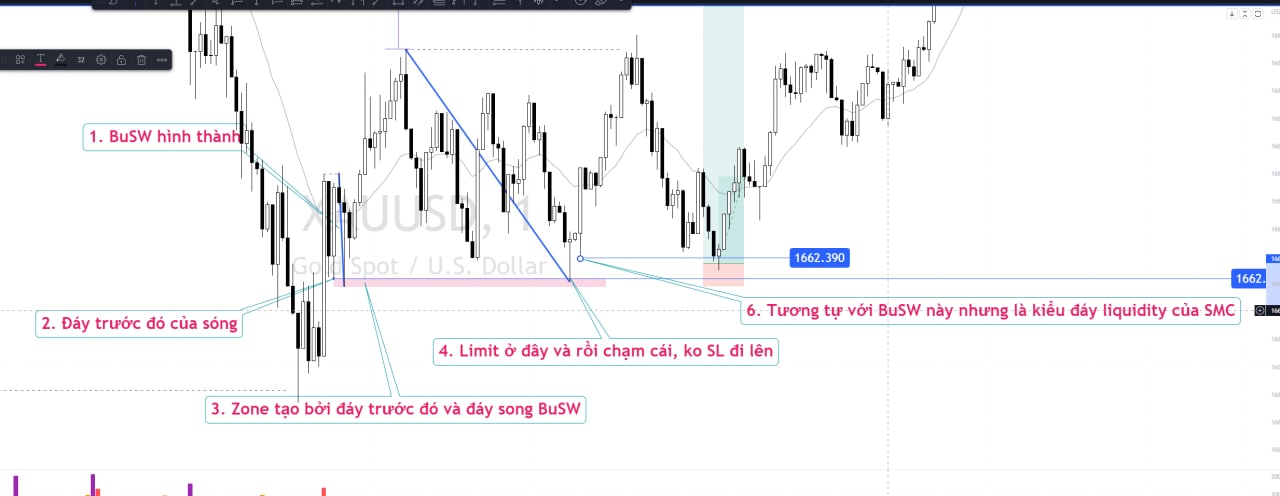 32
1. BuSW hình thành
XAUUSD, 1
Gold Spot / U.S. Dollar
1662.390
1662.
2. Đáy trước đó của sóng
6. Tương tự với BuSW này nhưng là kiểu đáy liquidity của SMC
4. Limit ở đây và rồi chạm cái, ko SL đi lên
3. Zone tạo bởi đáy trước đó và đáy song BuSW